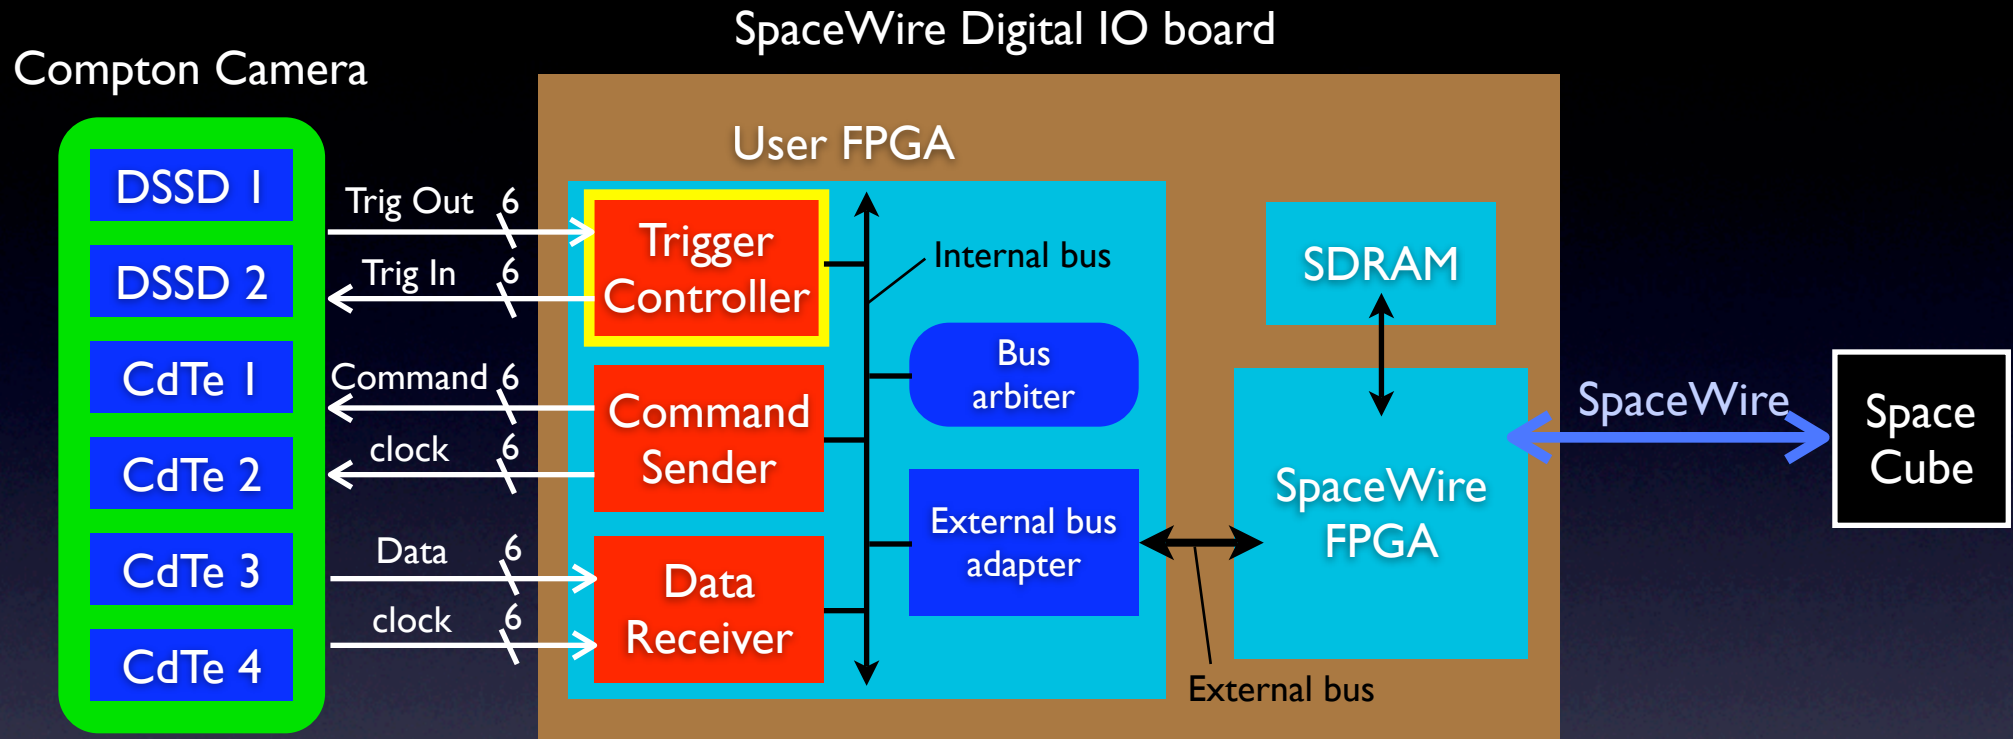 SpaceWire Digital IO board
Compton Camera
DSSD 1
DSSD 2
CdTe 1
CdTe 2
CdTe 3
CdTe 4
Trig Out 6
Trig In 6
Command 6
clock 6
Data 6
clock 6
User FPGA
Trigger
Controller
Command
Sender
Data
Receiver
Internal bus
Bus
arbiter
External bus
adapter
External bus
SDRAM
SpaceWire
FPGA
SpaceWire
Space
Cube